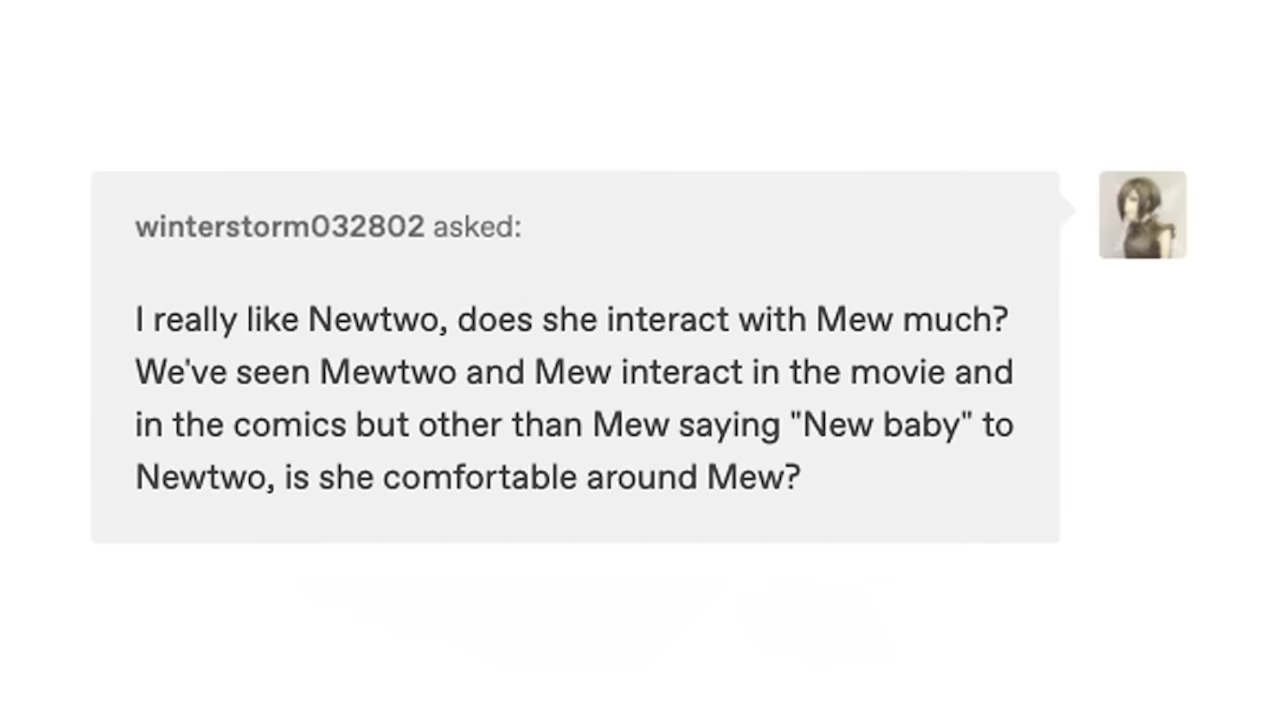 winterstorm032802 asked:
I really like Newtwo, does she interact with Mew much?
We've seen Mewtwo and Mew interact in the movie and
in the comics but other than Mew saying "New baby" to
Newtwo, is she comfortable around Mew?